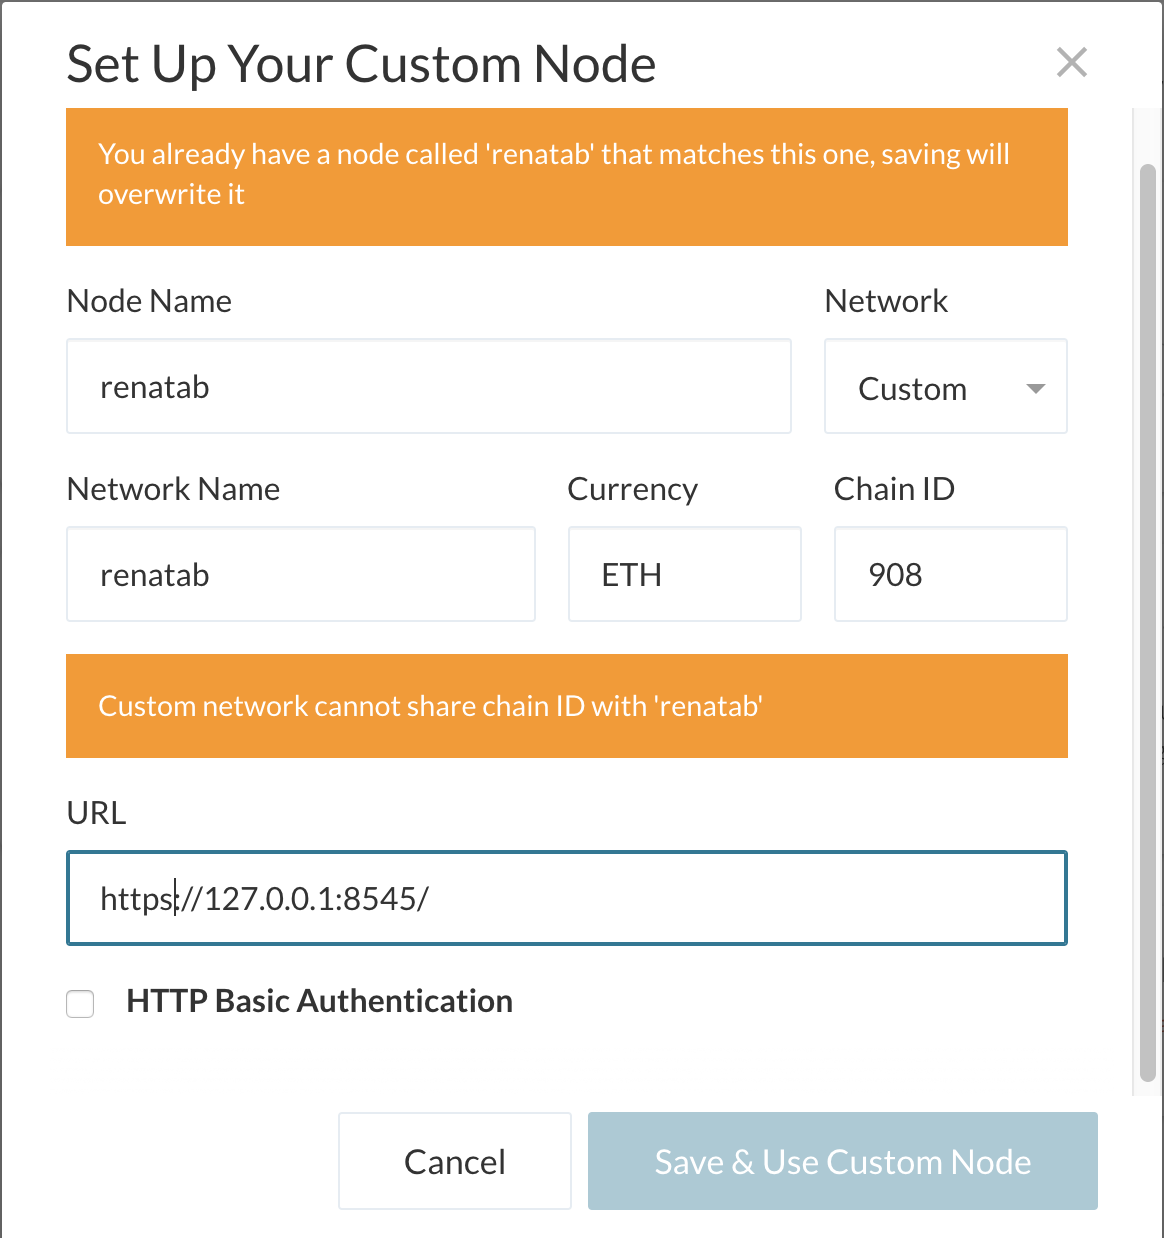 Set Up Your Custom Node
You already have a node called 'renatab' that matches this one, saving will
overwrite it
Node Name
Network
renatab
Custom
Network Name
Currency
Chain ID
renatab
ETH
908
Custom network cannot share chain ID with 'renatab'
URL
https://127.0.0.1:8545/
HTTP Basic Authentication
Cancel
Save & Use Custom Node